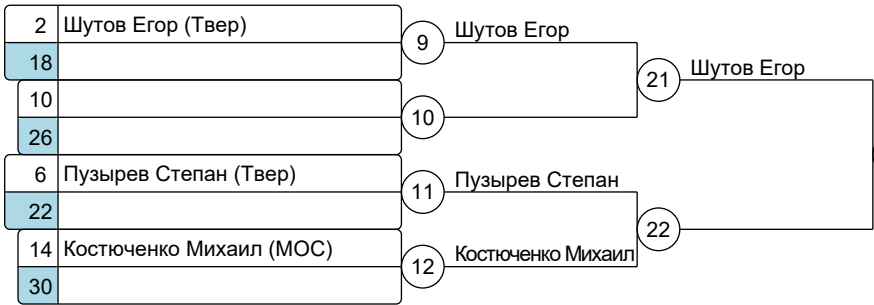 2 Шутов Егор (Твер)
18
9 Шутов Егор
21 Шутов Егор
10
26
10
6 Пузырев Степан (Твер)
22
11 Пузырев Степан
22
14 Костюченко Михаил (МОС)
30
12 Костюченко Михаил